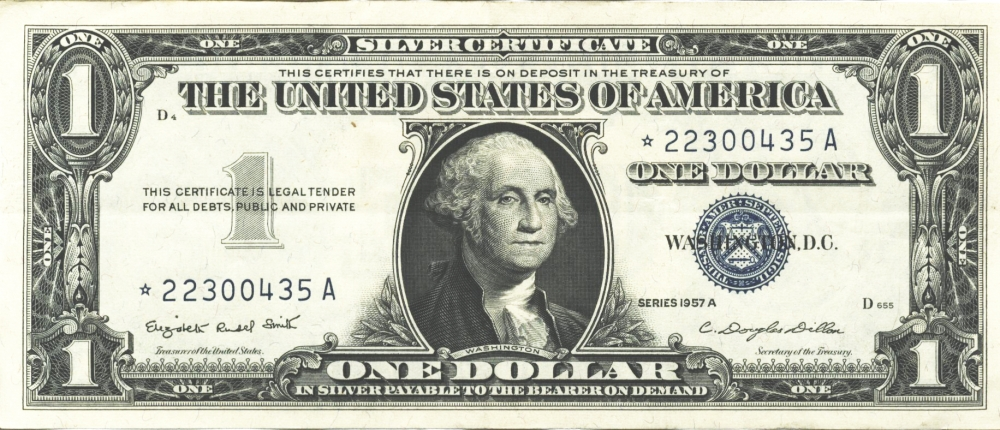 ONE SILVER CERTIFICATE ONE
ONE ONE
1 1
THIS CERTIFIES THAT THERE IS ON DEPOSIT IN THE TREASURY OF
THE UNITED STATES OF AMERICA
D 4
☆ 22300435 A
ONE DOLLAR
1
THIS CERTIFICATE IS LEGAL TENDER
FOR ALL DEBTS, PUBLIC AND PRIVATE
WASHINGTON, D.C.
ONE ONE
☆ 22300435 A
SERIES 1957 A
D 655
Elizabeth Rudel Smith
C. Douglas Dillon
Treasurer of the United States.
Secretary of the Treasury.
WASHINGTON
1 1
ONE DOLLAR
IN SILVER PAYABLE TO THE BEARER ON DEMAND
ONE ONE